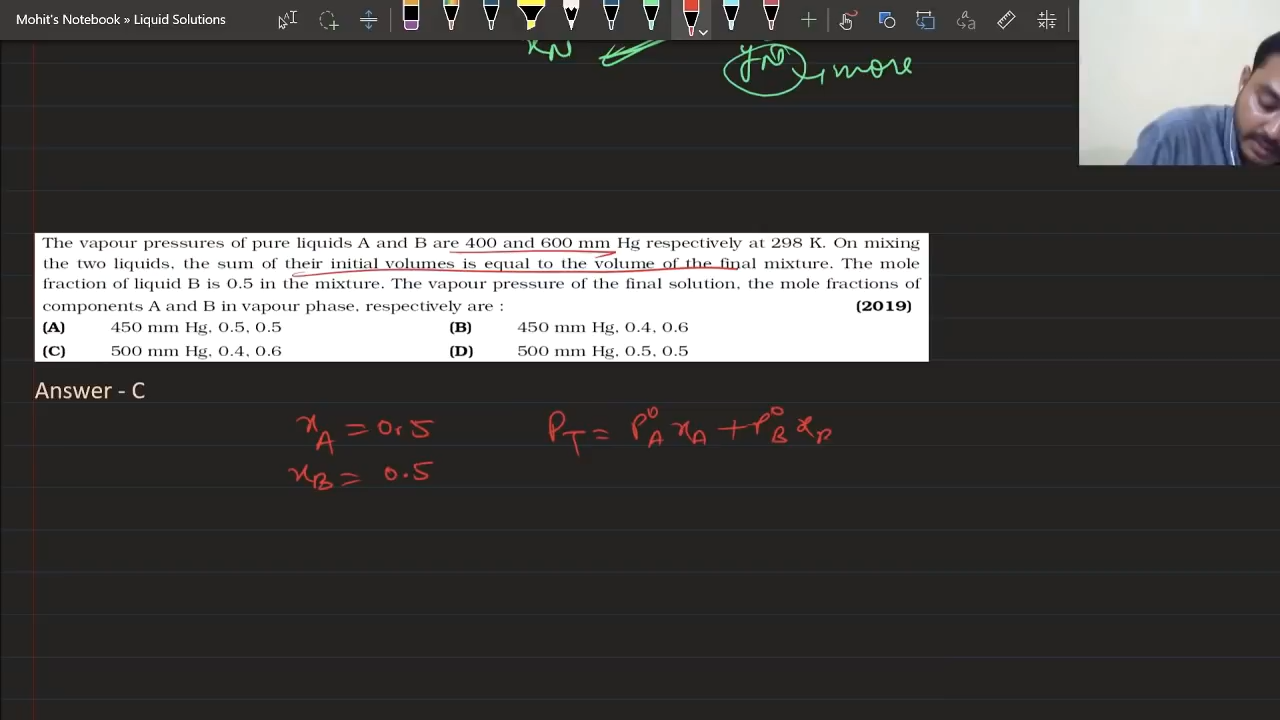 Mohit's Notebook » Liquid Solutions
xN yN more
The vapour pressures of pure liquids A and B are 400 and 600 mm Hg respectively at 298 K. On mixing
the two liquids, the sum of their initial volumes is equal to the volume of the final mixture. The mole
fraction of liquid B is 0.5 in the mixture. The vapour pressure of the final solution, the mole fractions of
components A and B in vapour phase, respectively are : (2019)
(A) 450 mm Hg, 0.5, 0.5 (B) 450 mm Hg, 0.4, 0.6
(C) 500 mm Hg, 0.4, 0.6 (D) 500 mm Hg, 0.5, 0.5
Answer - C
xA = 0.5 PT = P⁰A xA + P⁰B xB
xB = 0.5